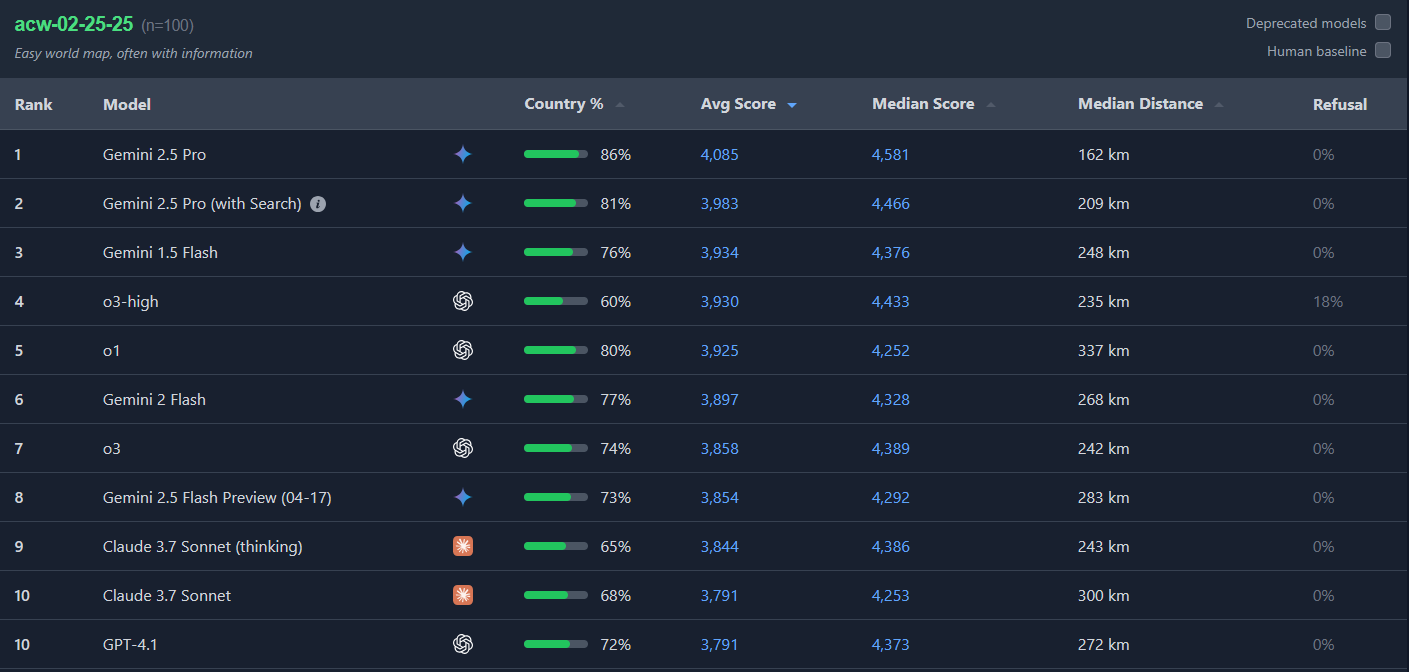 acw-02-25-25 (n=100)
Deprecated models
Easy world map, often with information
Human baseline
Rank Model Country % Avg Score Median Score Median Distance Refusal
1 Gemini 2.5 Pro 86% 4,085 4,581 162 km 0%
2 Gemini 2.5 Pro (with Search) i 81% 3,983 4,466 209 km 0%
3 Gemini 1.5 Flash 76% 3,934 4,376 248 km 0%
4 o3-high 60% 3,930 4,433 235 km 18%
5 o1 80% 3,925 4,252 337 km 0%
6 Gemini 2 Flash 77% 3,897 4,328 268 km 0%
7 o3 74% 3,858 4,389 242 km 0%
8 Gemini 2.5 Flash Preview (04-17) 73% 3,854 4,292 283 km 0%
9 Claude 3.7 Sonnet (thinking) 65% 3,844 4,386 243 km 0%
10 Claude 3.7 Sonnet 68% 3,791 4,253 300 km 0%
10 GPT-4.1 72% 3,791 4,373 272 km 0%